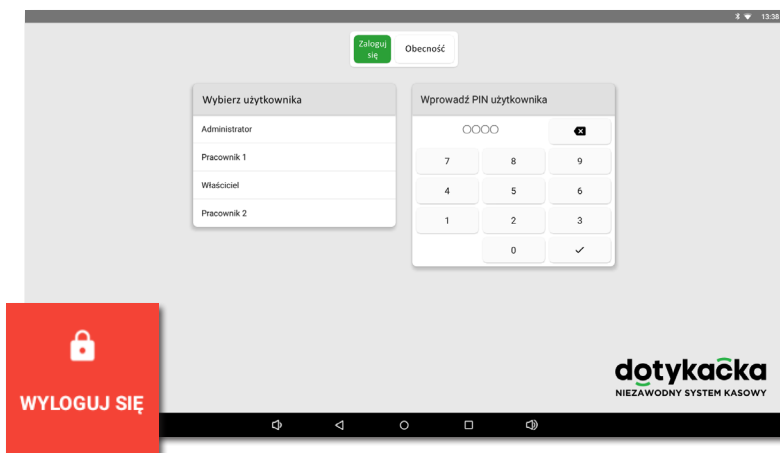 13:38
Zaloguj
się
Obecność
Wybierz użytkownika
Administrator
Pracownik 1
Właściciel
Pracownik 2
Wprowadź PIN użytkownika
7 8 9
4 5 6
1 2 3
0
WYLOGUJ SIĘ
dotykačka
NIEZAWODNY SYSTEM KASOWY